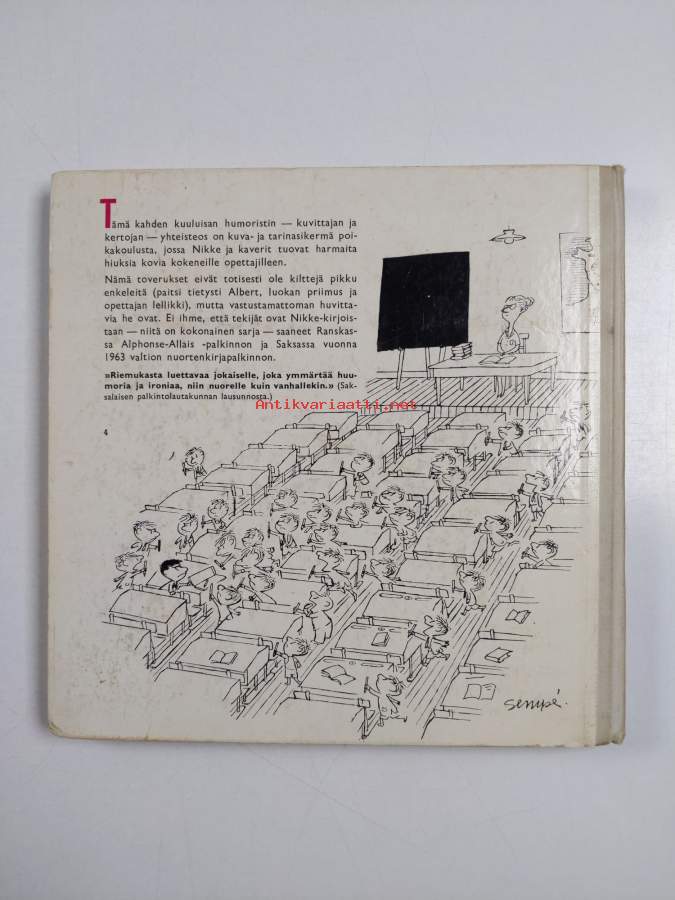 Tämä kahden kuuluisan humoristin — kuvittajan ja
kertojan — yhteisteos on kuva- ja tarinasikermä poi-
kakoulusta, jossa Nikke ja kaverit tuovat harmaita
hiuksia kovia kokeneille opettajilleen.
Nämä toverukset eivät totisesti ole kilttejä pikku
enkeleitä (paitsi tietysti Albert, luokan priimus ja
opettajan lellikki), mutta vastustamattoman huvitta-
via he ovat. Ei ihme, että tekijät ovat Nikke-kirjois-
taan — niitä on kokonainen sarja — saaneet Ranskas-
sa Alphonse-Allais -palkinnon ja Saksassa vuonna
1963 valtion nuortenkirjapalkinnon.
»Riemukasta luettavaa jokaiselle, joka ymmärtää huu-
moria ja ironiaa, niin nuorelle kuin vanhallekin.» (Sak-
salaisen palkintolautakunnan lausunnosta.)
Antikvariaatti.net
4
sempé.